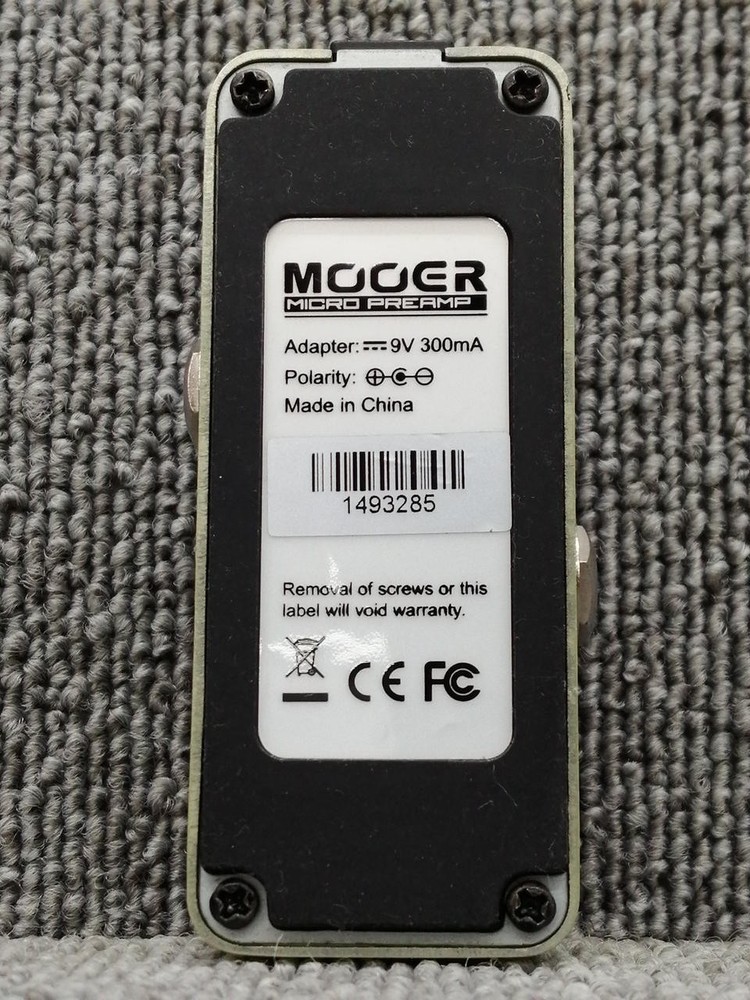 MOOER
MICRO PREAMP
Adapter: ⎓ 9V 300mA
Polarity: ⊕-⦿-⊖
Made in China
1493285
Removal of screws or this
label will void warranty.
CE FC